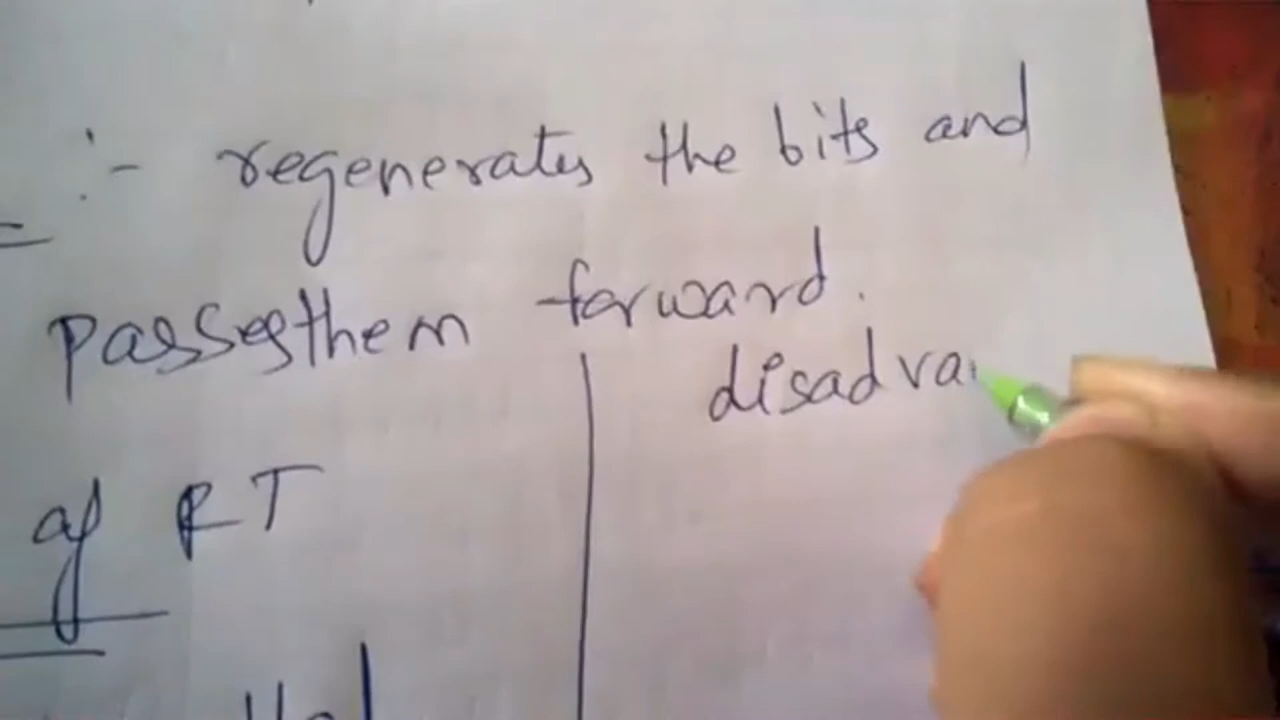 :- regenerates the bits and
passes them forward.
disadva
of RT